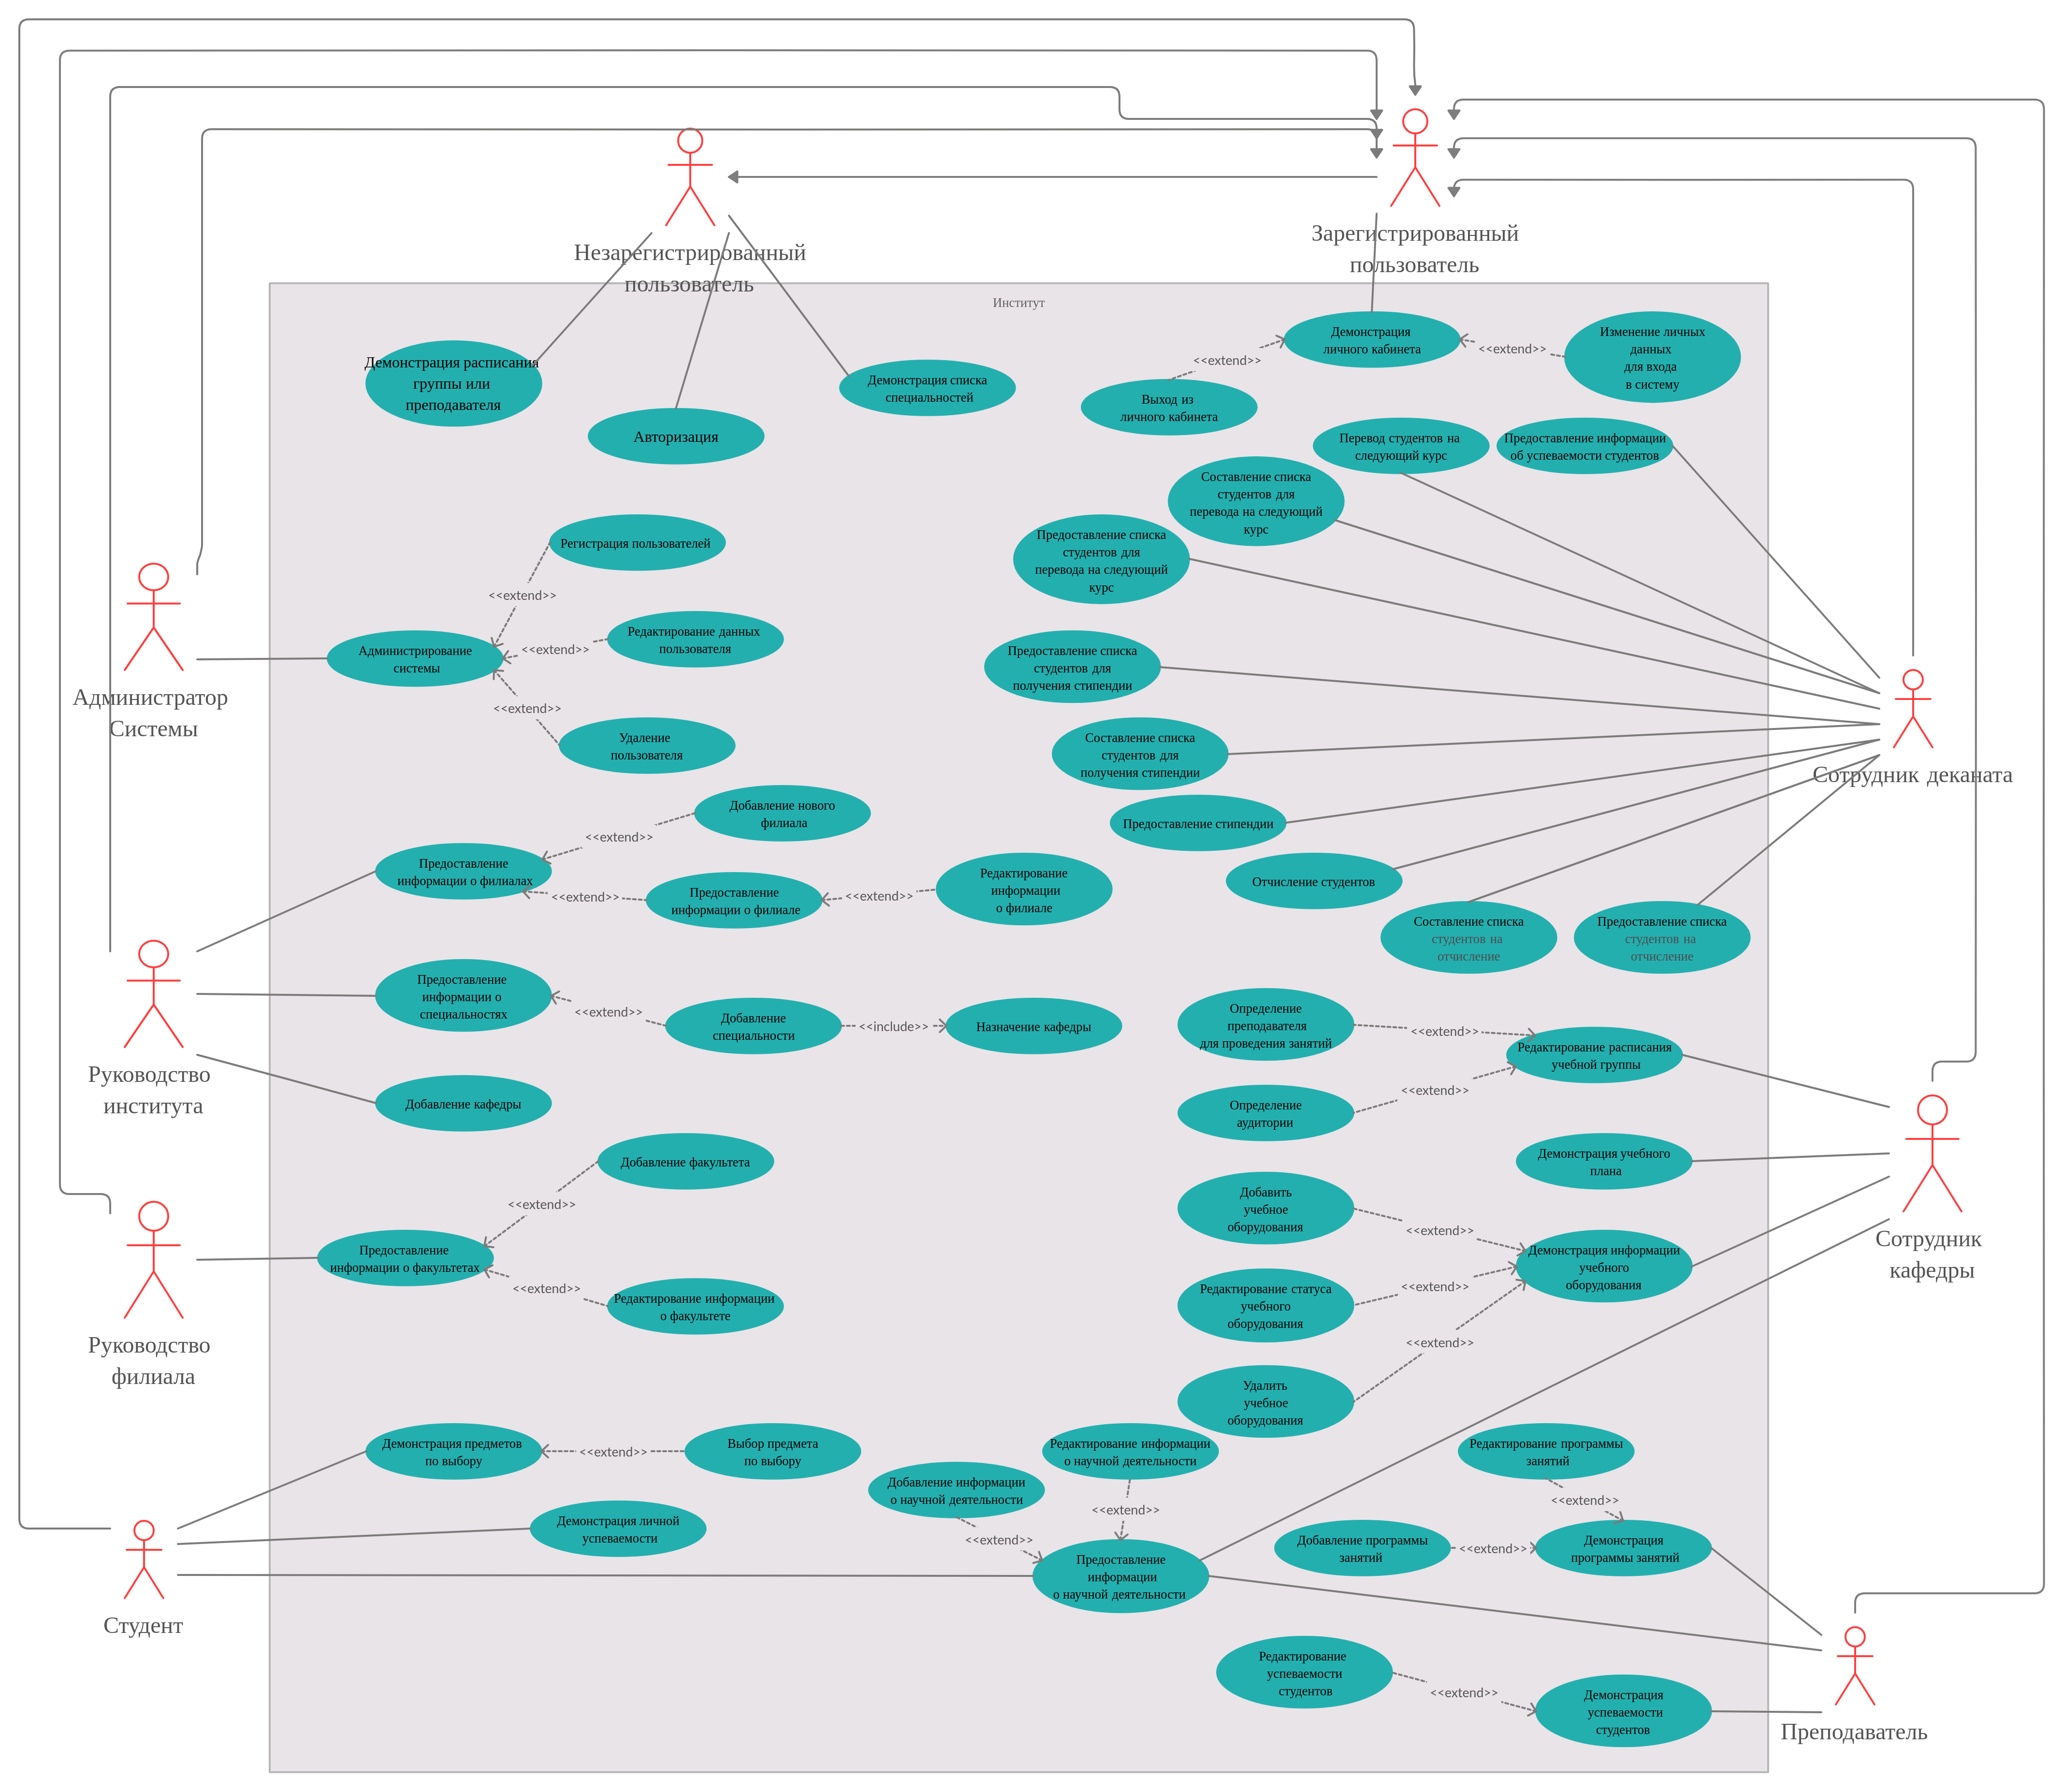 Незарегистрированный
пользователь
Зарегистрированный
пользователь
Институт
Демонстрация расписания
группы или
преподавателя
Авторизация
Демонстрация списка
специальностей
Демонстрация
личного кабинета
<<extend>>
Выход из
личного кабинета
<<extend>>
Изменение личных
данных
для входа
в систему
Перевод студентов на
следующий курс
Предоставление информации
об успеваемости студентов
Составление списка
студентов для
перевода на следующий
курс
Предоставление списка
студентов для
перевода на следующий
курс
Предоставление списка
студентов для
получения стипендии
Составление списка
студентов для
получения стипендии
Предоставление стипендии
Отчисление студентов
Составление списка
студентов на
отчисление
Предоставление списка
студентов на
отчисление
Сотрудник деканата
Регистрация пользователей
<<extend>>
Администратор
Системы
Администрирование
системы
<<extend>>
Редактирование данных
пользователя
<<extend>>
Удаление
пользователя
Добавление нового
филиала
<<extend>>
Предоставление
информации о филиалах
<<extend>>
Предоставление
информации о филиале
<<extend>>
Редактирование
информации
о филиале
Руководство
института
Предоставление
информации о
специальностях
<<extend>>
Добавление
специальности
<<include>>
Назначение кафедры
Добавление кафедры
Определение
преподавателя
для проведения занятий
<<extend>>
Редактирование расписания
учебной группы
<<extend>>
Определение
аудитории
Демонстрация учебного
плана
Добавить
учебное
оборудования
<<extend>>
Демонстрация информации
учебного
оборудования
<<extend>>
Редактирование статуса
учебного
оборудования
<<extend>>
Удалить
учебное
оборудования
Сотрудник
кафедры
Добавление факультета
<<extend>>
Предоставление
информации о факультетах
<<extend>>
Редактирование информации
о факультете
Руководство
филиала
Демонстрация предметов
по выбору
<<extend>>
Выбор предмета
по выбору
Демонстрация личной
успеваемости
Студент
Редактирование информации
о научной деятельности
Добавление информации
о научной деятельности
<<extend>>
<<extend>>
Предоставление
информации
о научной деятельности
Редактирование программы
занятий
<<extend>>
Добавление программы
занятий
<<extend>>
Демонстрация
программы занятий
Редактирование
успеваемости
студентов
<<extend>>
Демонстрация
успеваемости
студентов
Преподаватель